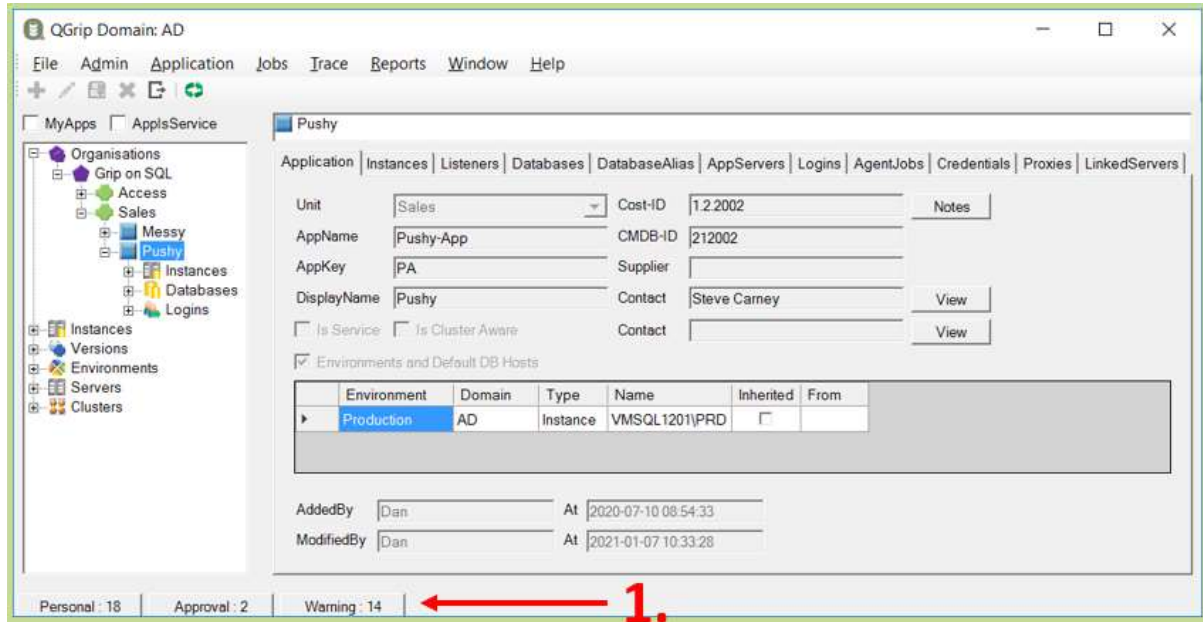 QGrip Domain: AD
File Admin Application Jobs Trace Reports Window Help
MyApps AppIsService
Pushy
Organisations
Grip on SQL
Access
Sales
Messy
Pushy
Instances
Databases
Logins
Instances
Versions
Environments
Servers
Clusters
Application Instances Listeners Databases DatabaseAlias AppServers Logins AgentJobs Credentials Proxies LinkedServers
Unit Sales Cost-ID 1.2.2002 Notes
AppName Pushy-App CMDB-ID 212002
AppKey PA Supplier
DisplayName Pushy Contact Steve Carney View
Is Service Is Cluster Aware Contact View
Environments and Default DB Hosts
Environment Domain Type Name Inherited From
Production AD Instance VMSQL1201\PRD
AddedBy Dan At 2020-07-10 08:54:33
ModifiedBy Dan At 2021-01-07 10:33:28
Personal : 18 Approval : 2 Warning : 14 1.